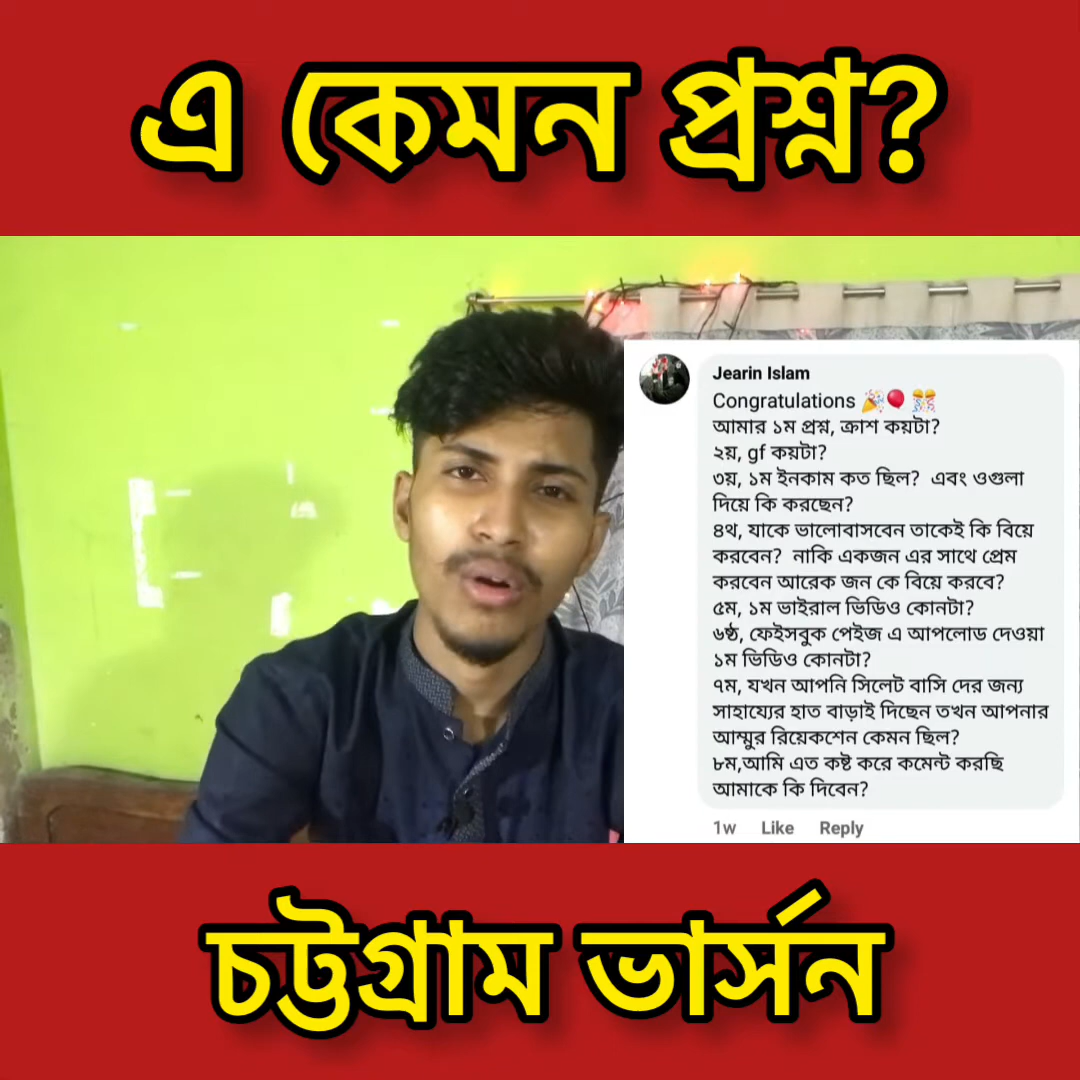 এ কেমন প্রশ্ন?
Jearin Islam
Congratulations 🎉🎈🎊
আমার ১ম প্রশ্ন, ক্রাশ কয়টা?
২য়, gf কয়টা?
৩য়, ১ম ইনকাম কত ছিল? এবং ওগুলা
দিয়ে কি করছেন?
৪থ, যাকে ভালোবাসবেন তাকেই কি বিয়ে
করবেন? নাকি একজন এর সাথে প্রেম
করবেন আরেক জন কে বিয়ে করবে?
৫ম, ১ম ভাইরাল ভিডিও কোনটা?
৬ষ্ঠ, ফেইসবুক পেইজ এ আপলোড দেওয়া
১ম ভিডিও কোনটা?
৭ম, যখন আপনি সিলেট বাসি দের জন্য
সাহায্যের হাত বাড়াই দিছেন তখন আপনার
আম্মুর রিয়েকশেন কেমন ছিল?
৮ম,আমি এত কষ্ট করে কমেন্ট করছি
আমাকে কি দিবেন?
1w Like Reply
চট্টগ্রাম ভার্সন